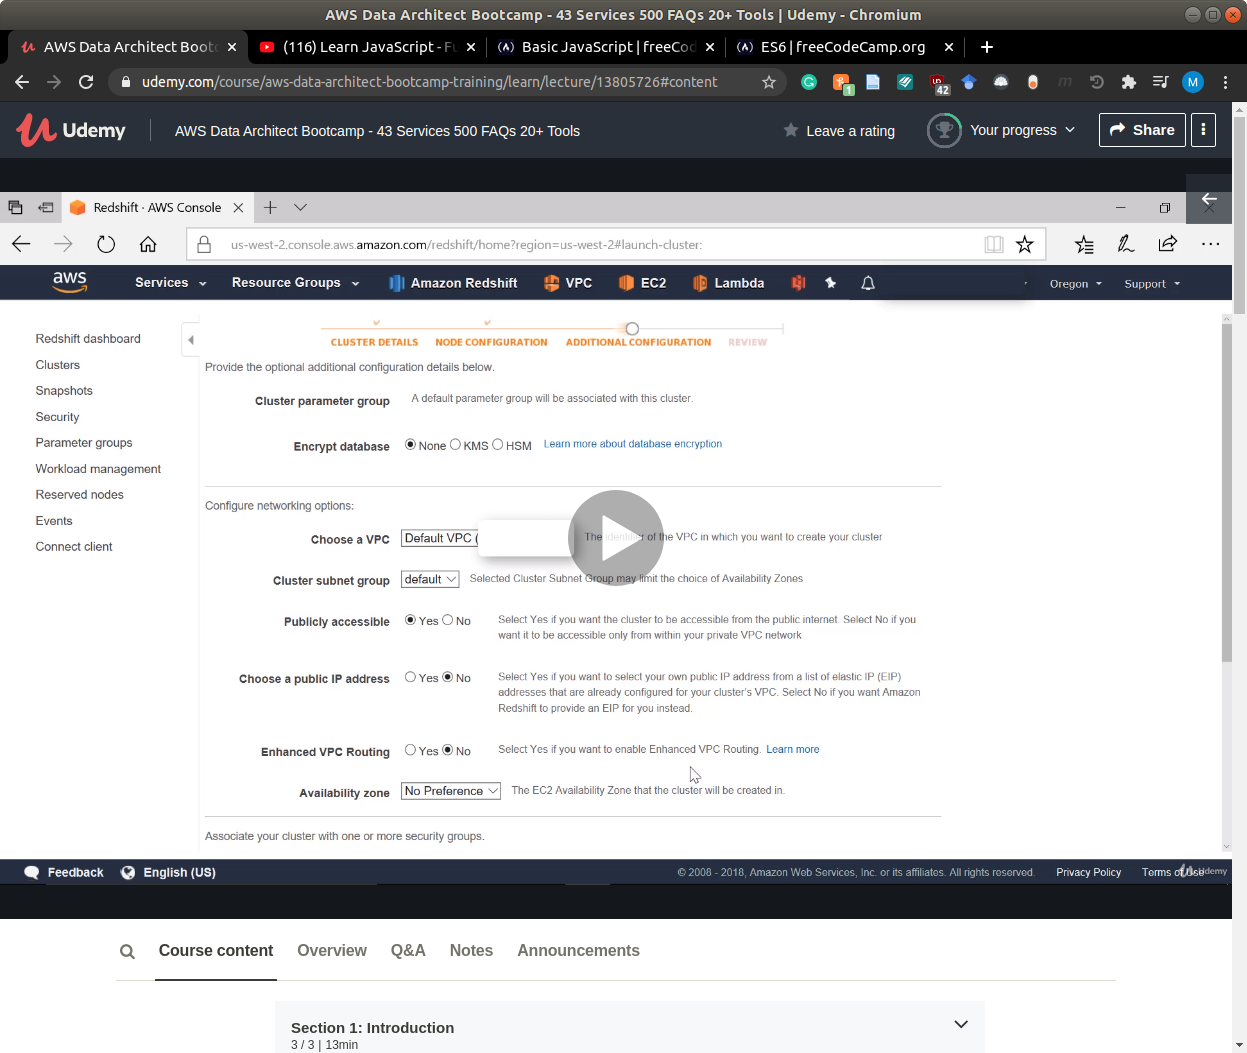 AWS Data Architect Bootcamp - 43 Services 500 FAQs 20+ Tools | Udemy - Chromium
AWS Data Architect Boot
(116) Learn JavaScript - Fu
Basic JavaScript | freeCod
ES6 | freeCodeCamp.org
udemy.com/course/aws-data-architect-bootcamp-training/learn/lecture/13805726#content
1
42
M
Udemy
AWS Data Architect Bootcamp - 43 Services 500 FAQs 20+ Tools
Leave a rating
Your progress
Share
Redshift · AWS Console
us-west-2.console.aws.amazon.com/redshift/home?region=us-west-2#launch-cluster:
aws
Services
Resource Groups
Amazon Redshift
VPC
EC2
Lambda
Oregon
Support
Redshift dashboard
Clusters
Snapshots
Security
Parameter groups
Workload management
Reserved nodes
Events
Connect client
CLUSTER DETAILS
NODE CONFIGURATION
ADDITIONAL CONFIGURATION
REVIEW
Provide the optional additional configuration details below.
Cluster parameter group
A default parameter group will be associated with this cluster.
Encrypt database
None
KMS
HSM
Learn more about database encryption
Configure networking options:
Choose a VPC
Default VPC (
The identifier of the VPC in which you want to create your cluster
Cluster subnet group
default
Selected Cluster Subnet Group may limit the choice of Availability Zones
Publicly accessible
Yes
No
Select Yes if you want the cluster to be accessible from the public internet. Select No if you
want it to be accessible only from within your private VPC network
Choose a public IP address
Yes
No
Select Yes if you want to select your own public IP address from a list of elastic IP (EIP)
addresses that are already configured for your cluster's VPC. Select No if you want Amazon
Redshift to provide an EIP for you instead.
Enhanced VPC Routing
Yes
No
Select Yes if you want to enable Enhanced VPC Routing.
Learn more
Availability zone
No Preference
The EC2 Availability Zone that the cluster will be created in.
Associate your cluster with one or more security groups.
Feedback
English (US)
© 2008 - 2018, Amazon Web Services, Inc. or its affiliates. All rights reserved.
Privacy Policy
Terms of Use
Udemy
Course content
Overview
Q&A
Notes
Announcements
Section 1: Introduction
3 / 3 | 13min